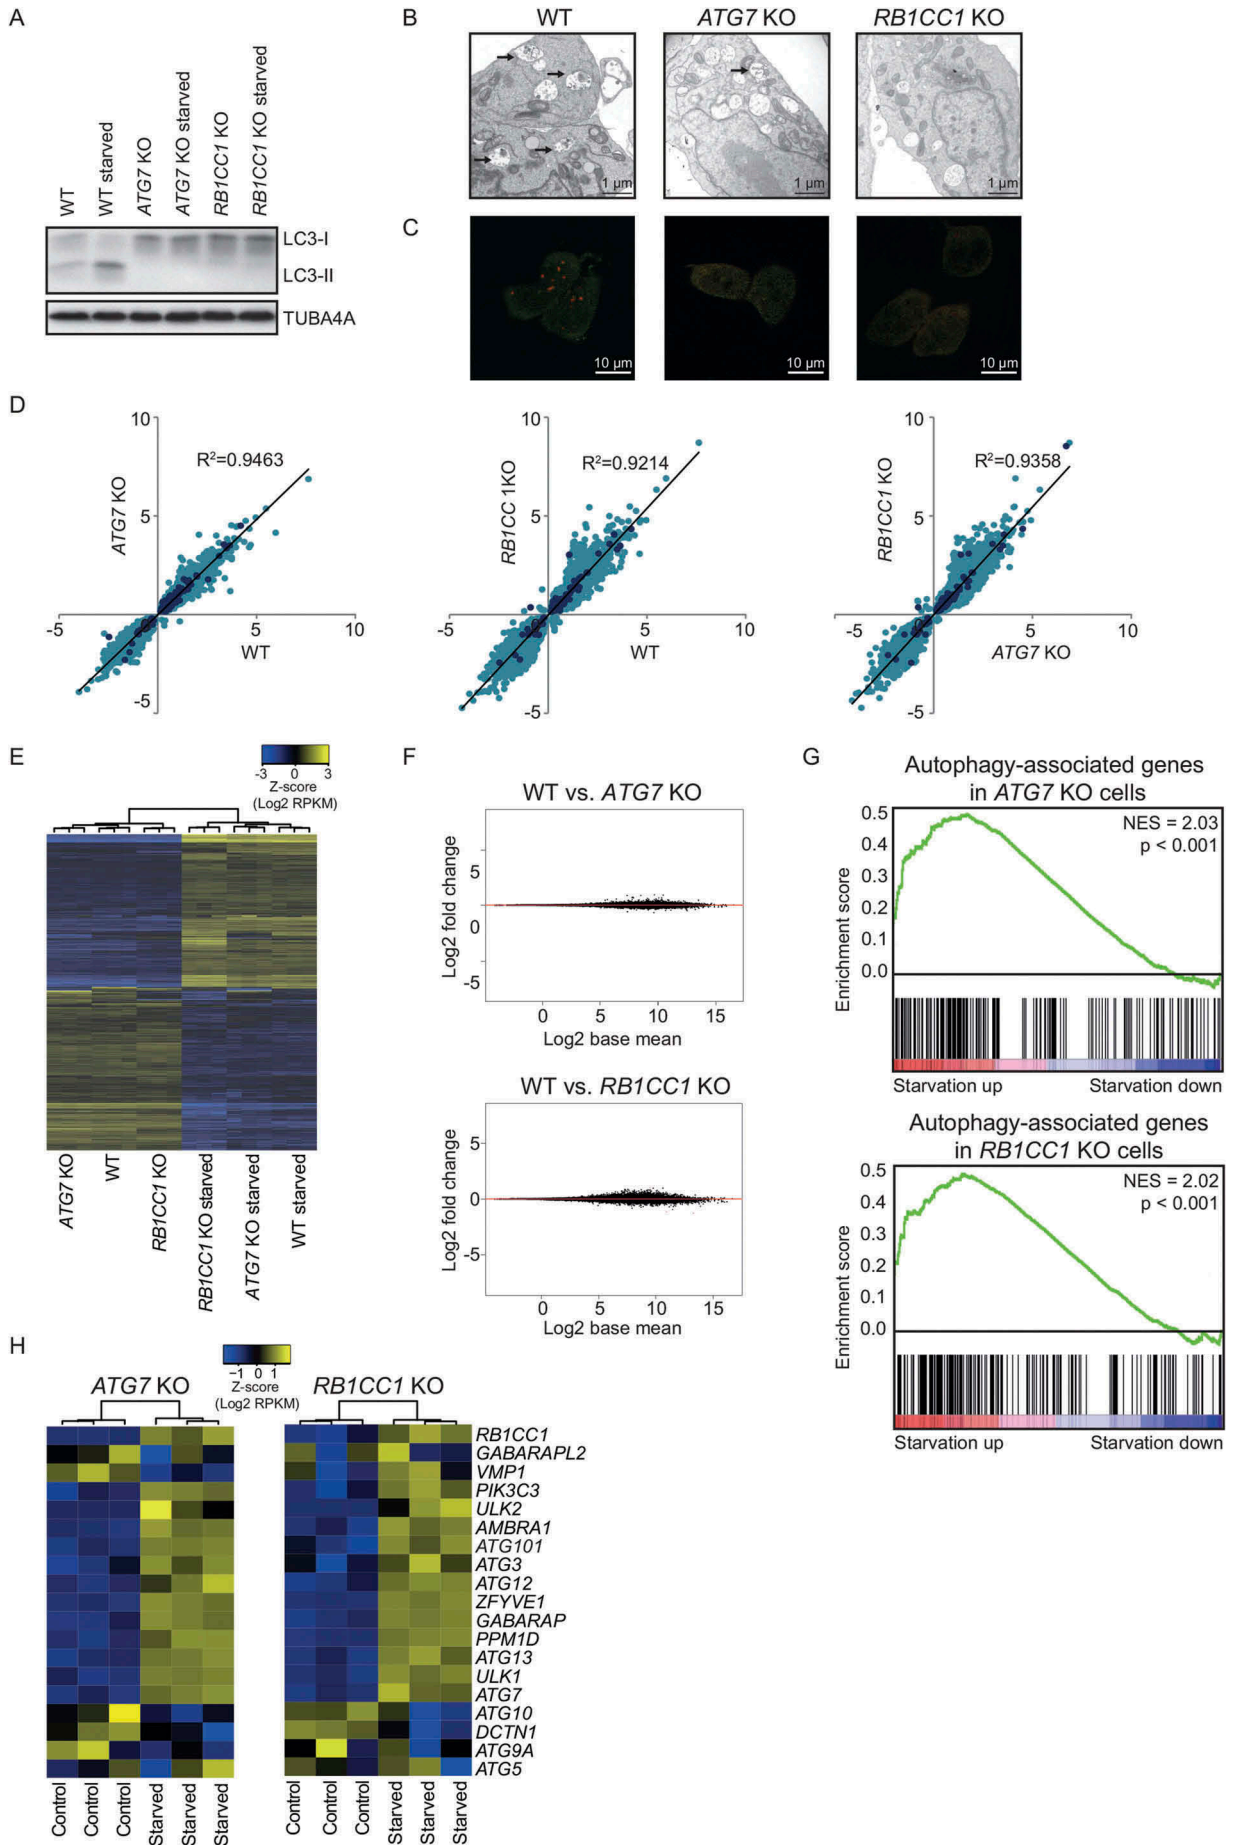 A
WT
WT starved
ATG7 KO
ATG7 KO starved
RB1CC1 KO
RB1CC1 KO starved
LC3-I
LC3-II
TUBA4A
B
WT
ATG7 KO
RB1CC1 KO
1 µm
1 µm
1 µm
C
10 µm
10 µm
10 µm
D
10
5
-5
5
10
-5
ATG7 KO
WT
R²=0.9463
10
5
-5
5
10
-5
RB1CC 1KO
WT
R²=0.9214
10
5
-5
5
10
-5
RB1CC1 KO
ATG7 KO
R²=0.9358
E
-3
0
3
Z-score
(Log2 RPKM)
ATG7 KO
WT
RB1CC1 KO
RB1CC1 KO starved
ATG7 KO starved
WT starved
F
WT vs. ATG7 KO
Log2 fold change
5
0
-5
0
5
10
15
Log2 base mean
WT vs. RB1CC1 KO
Log2 fold change
5
0
-5
0
5
10
15
Log2 base mean
G
Autophagy-associated genes
in ATG7 KO cells
NES = 2.03
p < 0.001
Enrichment score
0.5
0.4
0.3
0.2
0.1
0.0
Starvation up
Starvation down
Autophagy-associated genes
in RB1CC1 KO cells
NES = 2.02
p < 0.001
Enrichment score
0.5
0.4
0.3
0.2
0.1
0.0
Starvation up
Starvation down
H
−1 0 1
Z-score
(Log2 RPKM)
ATG7 KO
RB1CC1 KO
RB1CC1
GABARAPL2
VMP1
PIK3C3
ULK2
AMBRA1
ATG101
ATG3
ATG12
ZFYVE1
GABARAP
PPM1D
ATG13
ULK1
ATG7
ATG10
DCTN1
ATG9A
ATG5
Control
Control
Control
Starved
Starved
Starved
Control
Control
Control
Starved
Starved
Starved